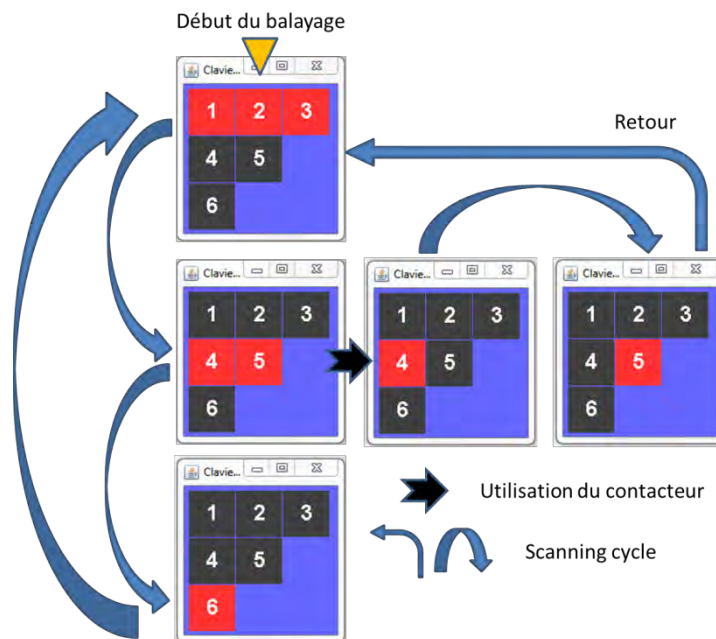 Début du balayage
Clavie...
1 2 3
4 5
6
Retour
Clavie...
1 2 3
4 5
6
Clavie...
1 2 3
4 5
6
Clavie...
1 2 3
4 5
6
Clavie...
1 2 3
4 5
6
Utilisation du contacteur
Scanning cycle